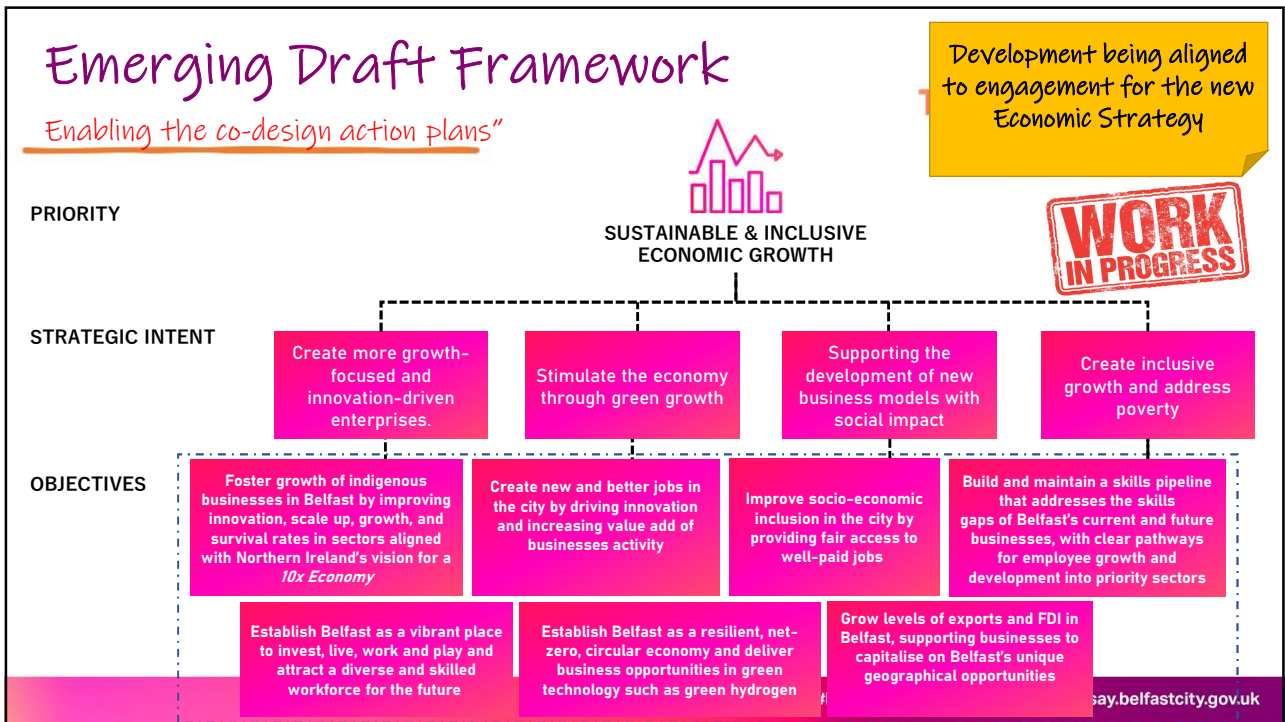 Emerging Draft Framework
Enabling the co-design action plans"
Development being aligned
to engagement for the new
Economic Strategy
PRIORITY
SUSTAINABLE & INCLUSIVE
ECONOMIC GROWTH
WORK
IN PROGRESS
STRATEGIC INTENT
Create more growth-
focused and
innovation-driven
enterprises.
Stimulate the economy
through green growth
Supporting the
development of new
business models with
social impact
Create inclusive
growth and address
poverty
OBJECTIVES
Foster growth of indigenous
businesses in Belfast by improving
innovation, scale up, growth, and
survival rates in sectors aligned
with Northern Ireland's vision for a
10x Economy
Create new and better jobs in
the city by driving innovation
and increasing value add of
businesses activity
Improve socio-economic
inclusion in the city by
providing fair access to
well-paid jobs
Build and maintain a skills pipeline
that addresses the skills
gaps of Belfast's current and future
businesses, with clear pathways
for employee growth and
development into priority sectors
Establish Belfast as a vibrant place
to invest, live, work and play and
attract a diverse and skilled
workforce for the future
Establish Belfast as a resilient, net-
zero, circular economy and deliver
business opportunities in green
technology such as green hydrogen
Grow levels of exports and FDI in
Belfast, supporting businesses to
capitalise on Belfast's unique
geographical opportunities
say.belfastcity.gov.uk